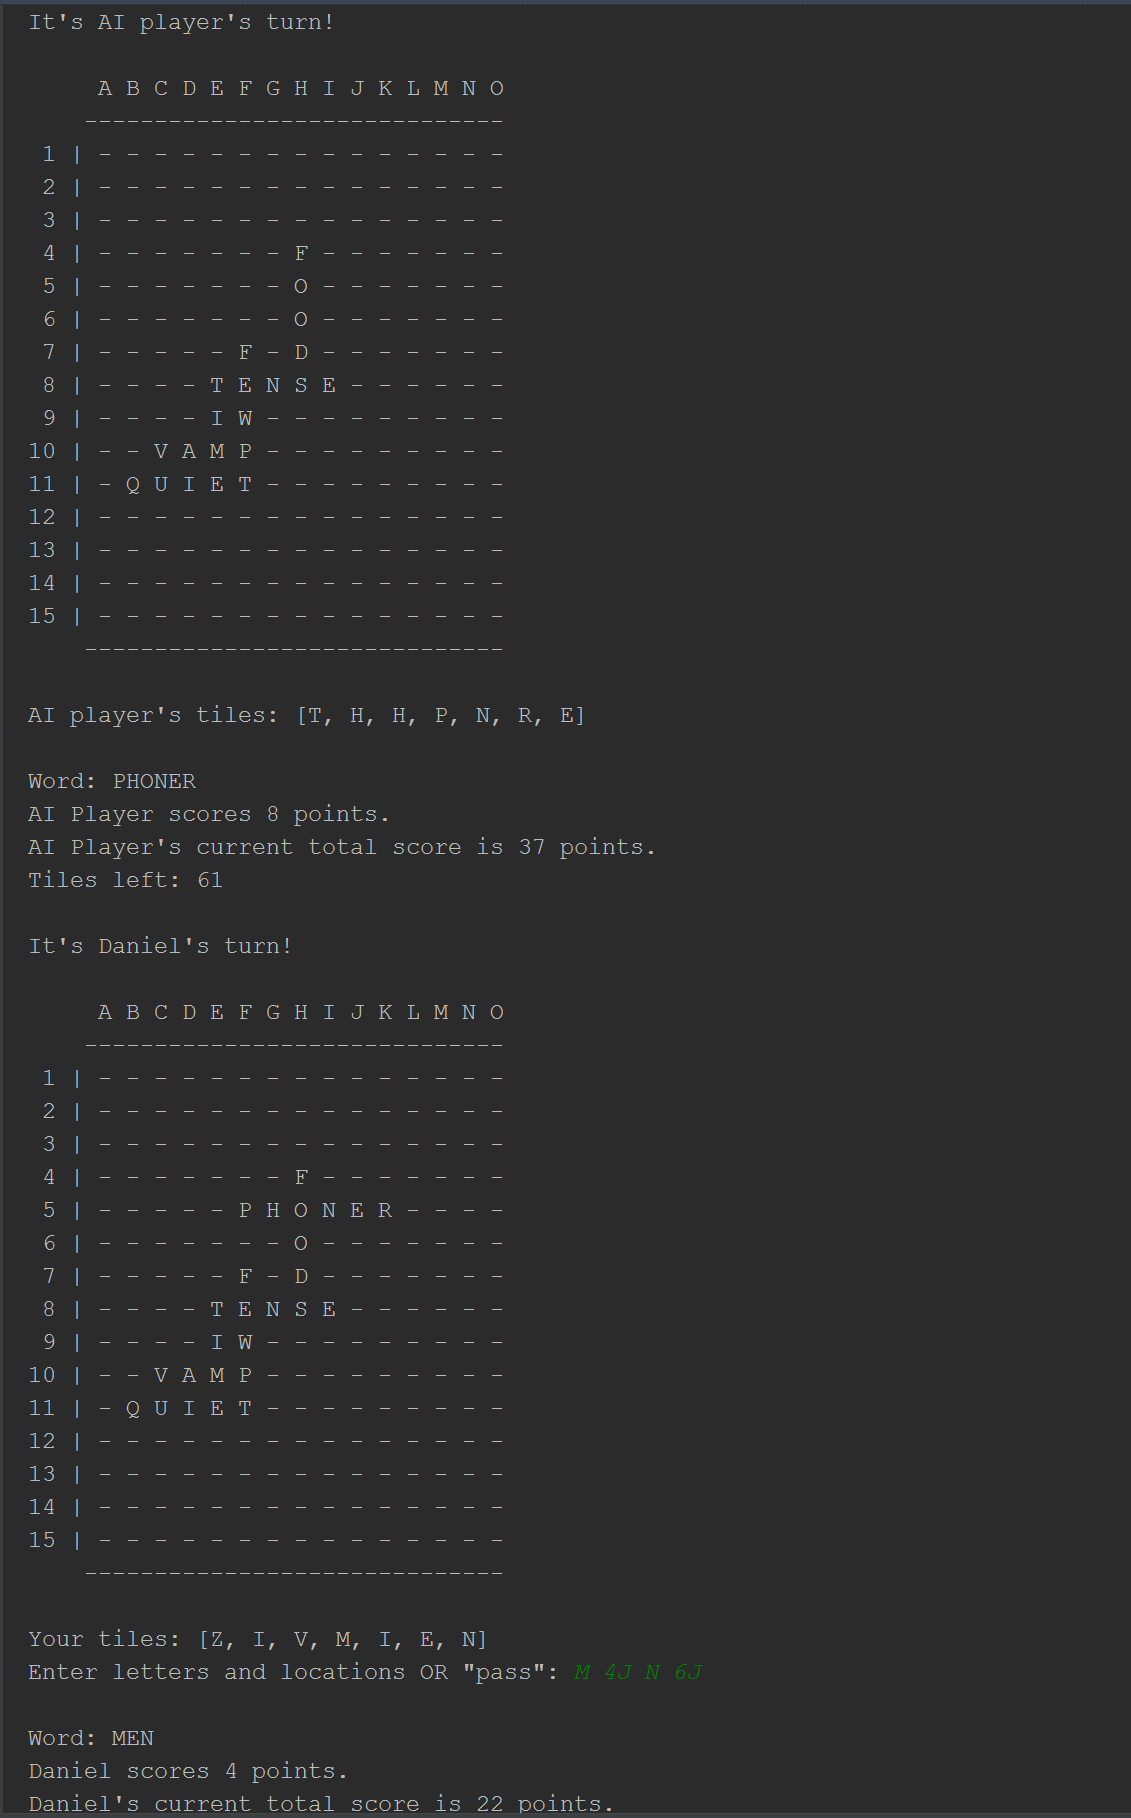 It's AI player's turn!
A B C D E F G H I J K L M N O
------------------------------
1 | - - - - - - - - - - - - - - -
2 | - - - - - - - - - - - - - - -
3 | - - - - - - - - - - - - - - -
4 | - - - - - - - F - - - - - - -
5 | - - - - - - - O - - - - - - -
6 | - - - - - - - O - - - - - - -
7 | - - - - - F - D - - - - - - -
8 | - - - - T E N S E - - - - - -
9 | - - - - I W - - - - - - - - -
10 | - - V A M P - - - - - - - - -
11 | - Q U I E T - - - - - - - - -
12 | - - - - - - - - - - - - - - -
13 | - - - - - - - - - - - - - - -
14 | - - - - - - - - - - - - - - -
15 | - - - - - - - - - - - - - - -
------------------------------
AI player's tiles: [T, H, H, P, N, R, E]
Word: PHONER
AI Player scores 8 points.
AI Player's current total score is 37 points.
Tiles left: 61
It's Daniel's turn!
A B C D E F G H I J K L M N O
------------------------------
1 | - - - - - - - - - - - - - - -
2 | - - - - - - - - - - - - - - -
3 | - - - - - - - - - - - - - - -
4 | - - - - - - - F - - - - - - -
5 | - - - - - P H O N E R - - - -
6 | - - - - - - - O - - - - - - -
7 | - - - - - F - D - - - - - - -
8 | - - - - T E N S E - - - - - -
9 | - - - - I W - - - - - - - - -
10 | - - V A M P - - - - - - - - -
11 | - Q U I E T - - - - - - - - -
12 | - - - - - - - - - - - - - - -
13 | - - - - - - - - - - - - - - -
14 | - - - - - - - - - - - - - - -
15 | - - - - - - - - - - - - - - -
------------------------------
Your tiles: [Z, I, V, M, I, E, N]
Enter letters and locations OR "pass": M 4J N 6J
Word: MEN
Daniel scores 4 points.
Daniel's current total score is 22 points.